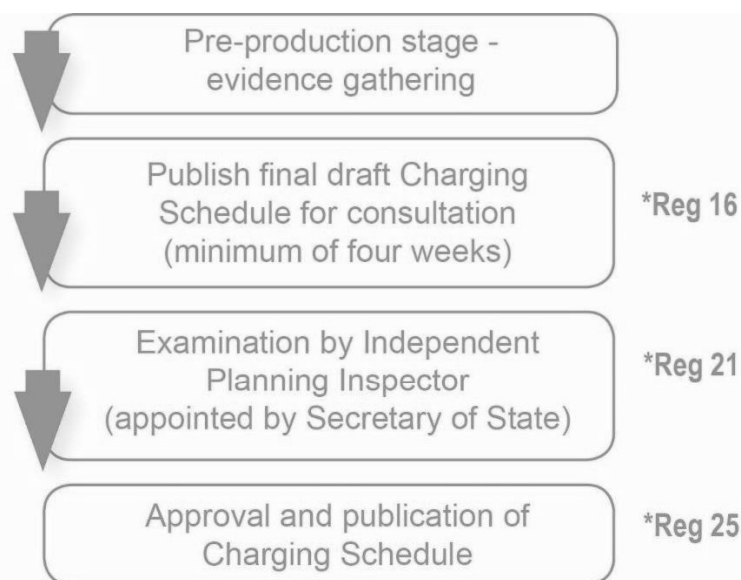 Pre-production stage -
evidence gathering
Publish final draft Charging
Schedule for consultation
(minimum of four weeks)
*Reg 16
Examination by Independent
Planning Inspector
(appointed by Secretary of State)
*Reg 21
Approval and publication of
Charging Schedule
*Reg 25